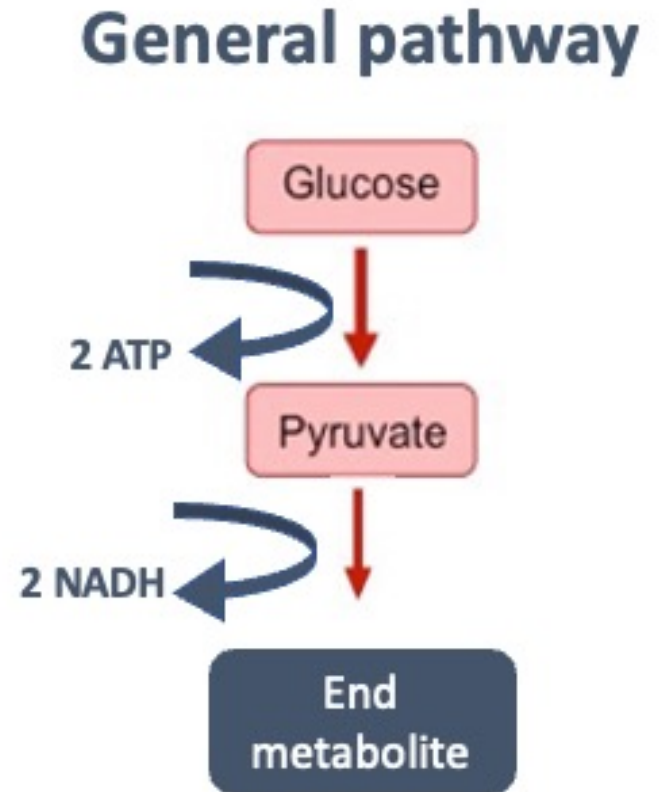 General pathway
Glucose
2 ATP
Pyruvate
2 NADH
End
metabolite